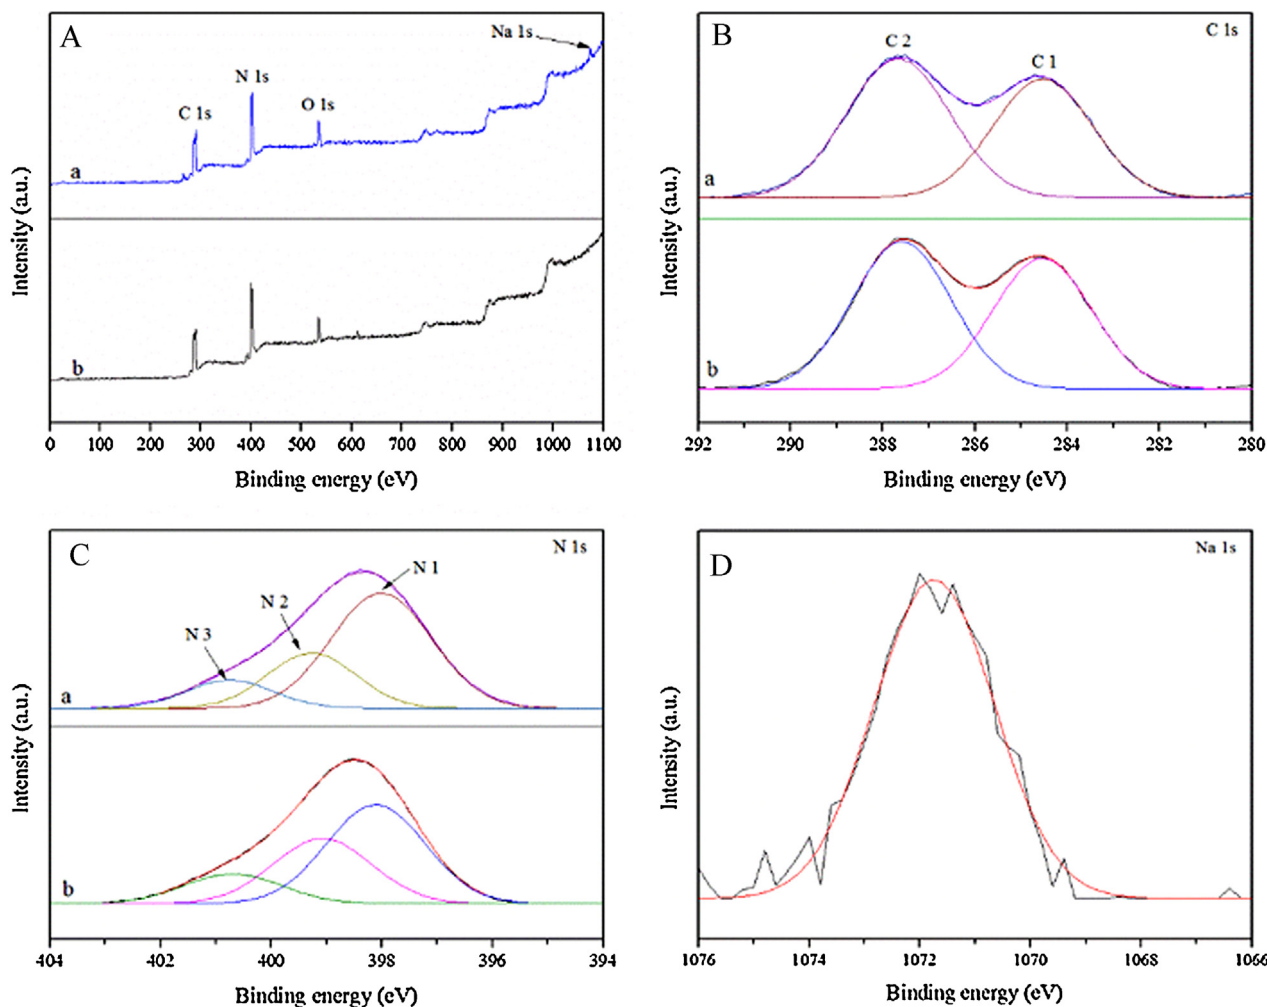 A
Na 1s
N 1s
C 1s
O 1s
a
b
Intensity (a.u.)
Intensity (a.u.)
0 100 200 300 400 500 600 700 800 900 1000 1100
Binding energy (eV)
B
C 1s
C 2
C 1
a
b
Intensity (a.u.)
Intensity (a.u.)
292 290 288 286 284 282 280
Binding energy (eV)
C
N 1s
N 1
N 2
N 3
a
b
Intensity (a.u.)
Intensity (a.u.)
404 402 400 398 396 394
Binding energy (eV)
D
Na 1s
Intensity (a.u.)
1076 1074 1072 1070 1068 1066
Binding energy (eV)